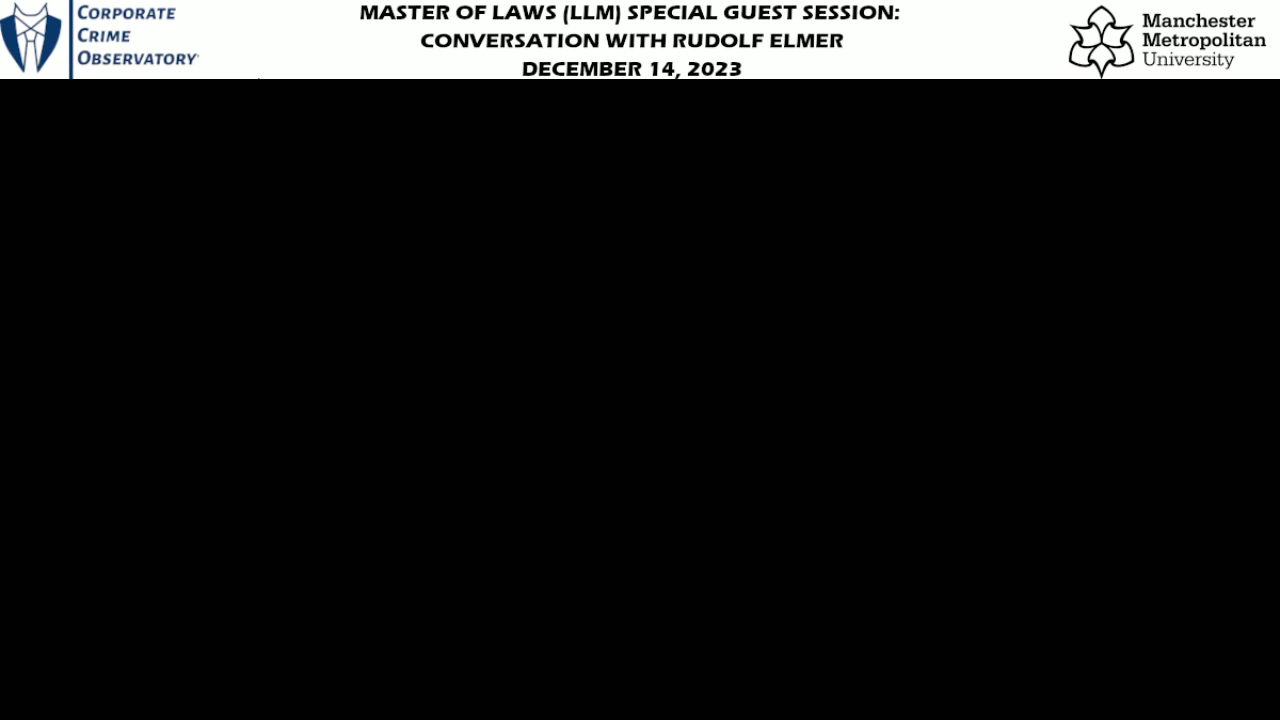 CORPORATE
CRIME
OBSERVATORY
MASTER OF LAWS (LLM) SPECIAL GUEST SESSION:
CONVERSATION WITH RUDOLF ELMER
DECEMBER 14, 2023
Manchester
Metropolitan
University